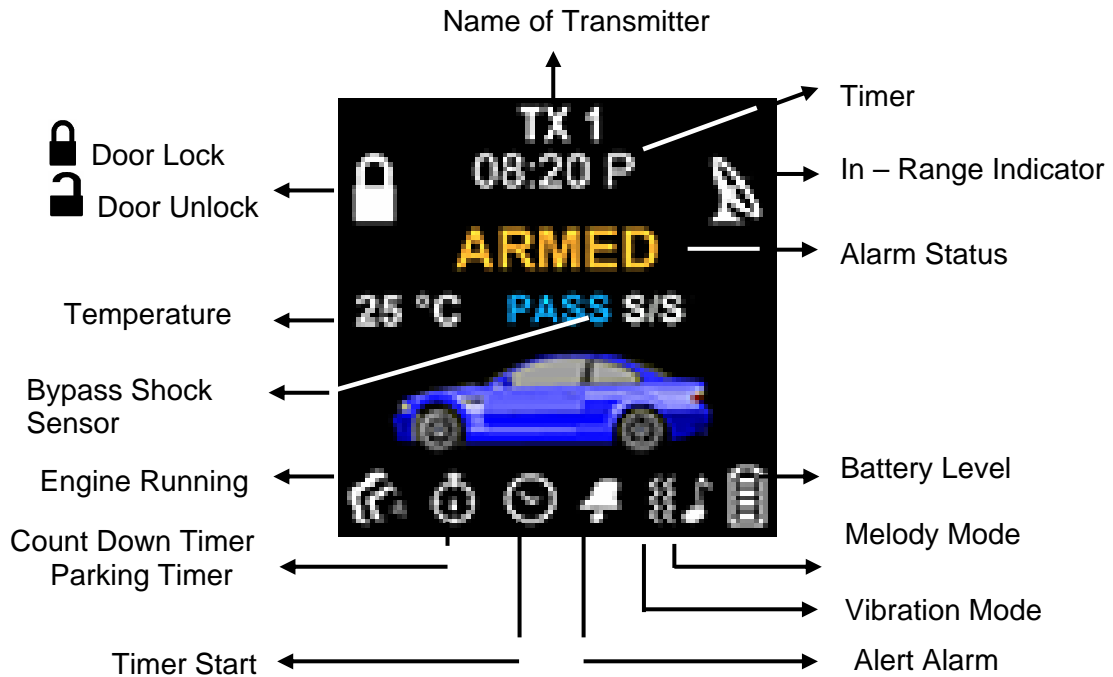 Name of Transmitter
Timer
TX 1
08:20 P
Door Lock
Door Unlock
In – Range Indicator
ARMED
Alarm Status
Temperature
25 °C PASS S/S
Bypass Shock
Sensor
Engine Running
Battery Level
Count Down Timer
Parking Timer
Melody Mode
Vibration Mode
Timer Start
Alert Alarm